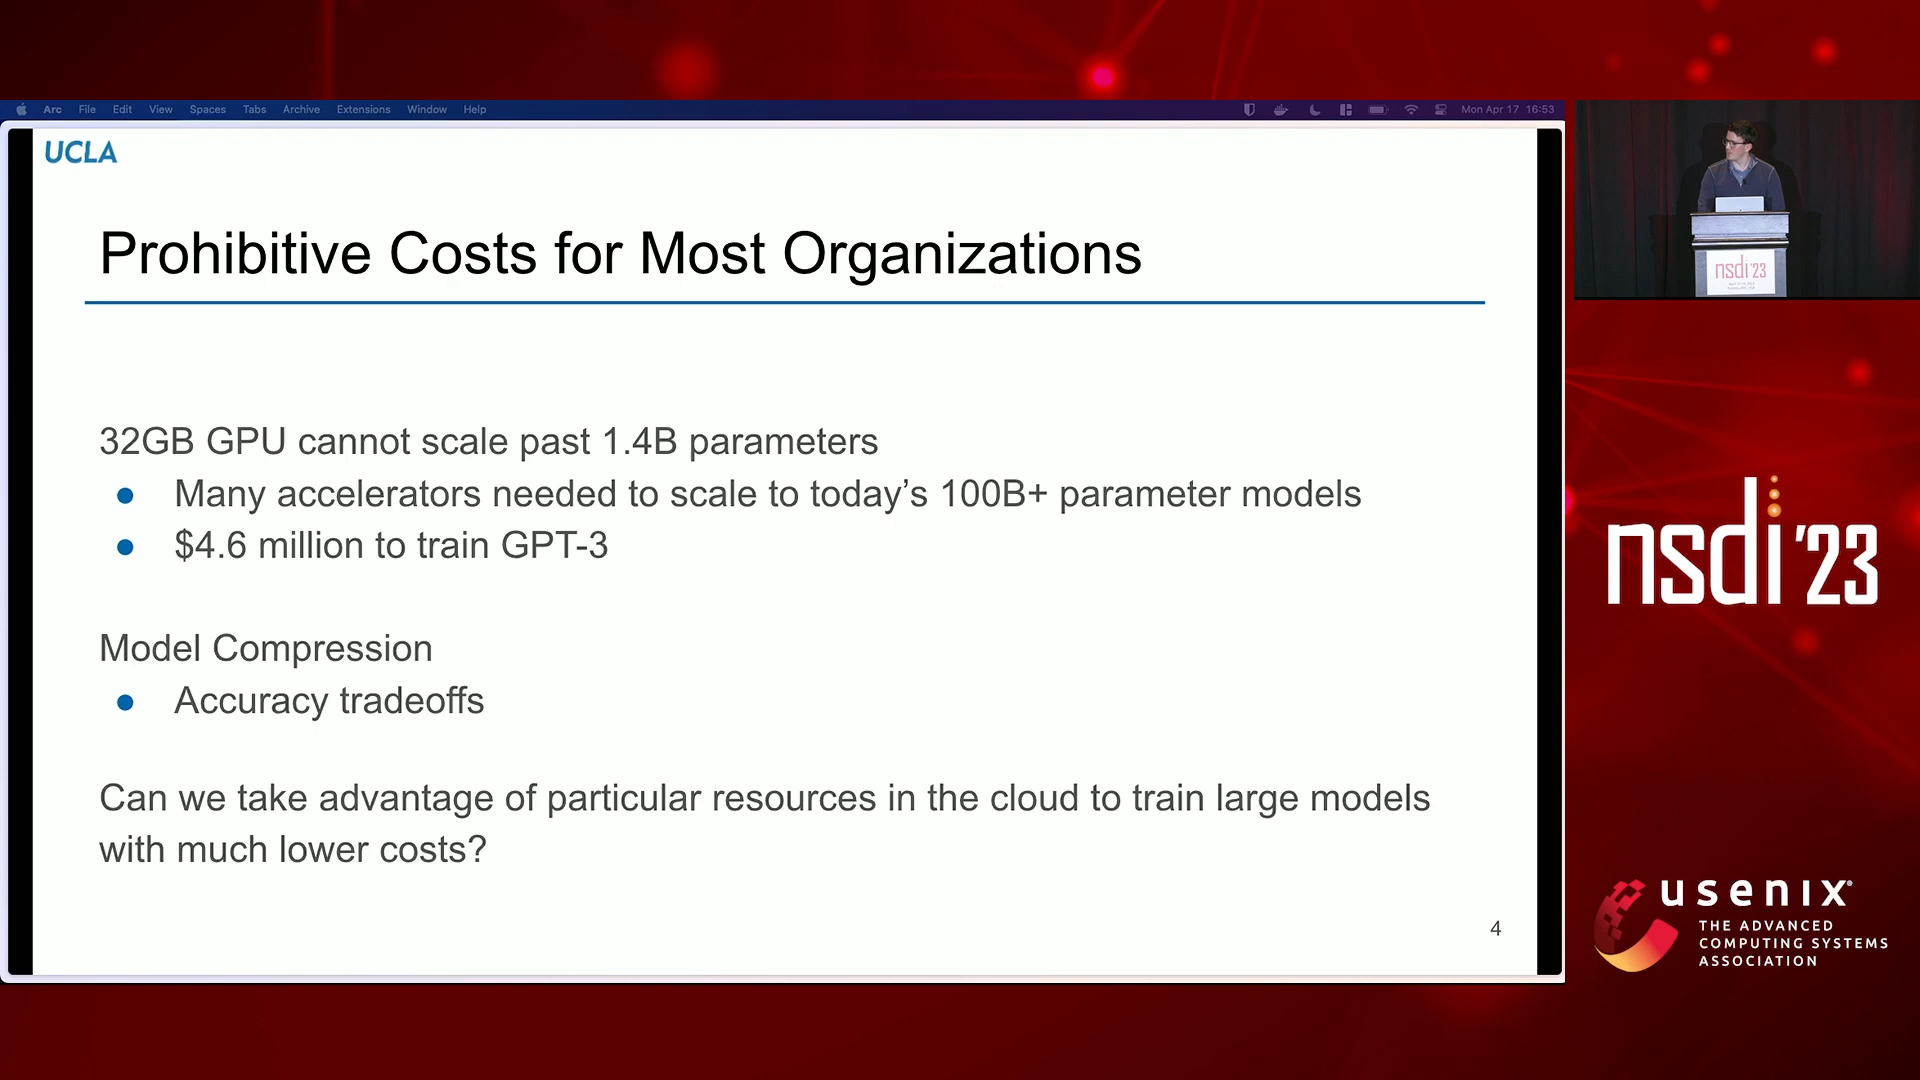 Arc File Edit View Spaces Tabs Archive Extensions Window Help
Mon Apr 17 16:53
UCLA
Prohibitive Costs for Most Organizations
32GB GPU cannot scale past 1.4B parameters
● Many accelerators needed to scale to today’s 100B+ parameter models
● $4.6 million to train GPT-3
Model Compression
● Accuracy tradeoffs
Can we take advantage of particular resources in the cloud to train large models
with much lower costs?
4
nsdi '23
nsdi '23
usenix®
THE ADVANCED
COMPUTING SYSTEMS
ASSOCIATION